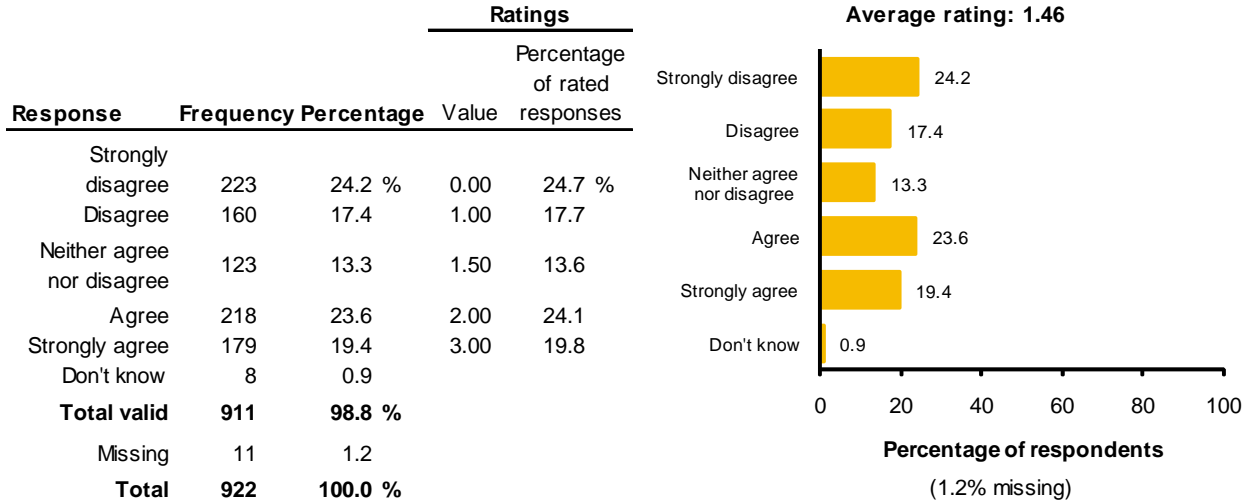 Ratings
Response Frequency Percentage Value Percentage of rated responses
Strongly
disagree 223 24.2 % 0.00 24.7 %
Disagree 160 17.4 1.00 17.7
Neither agree
nor disagree 123 13.3 1.50 13.6
Agree 218 23.6 2.00 24.1
Strongly agree 179 19.4 3.00 19.8
Don't know 8 0.9
Total valid 911 98.8 %
Missing 11 1.2
Total 922 100.0 %
Average rating: 1.46
Strongly disagree 24.2
Disagree 17.4
Neither agree
nor disagree 13.3
Agree 23.6
Strongly agree 19.4
Don't know 0.9
0 20 40 60 80 100
Percentage of respondents
(1.2% missing)